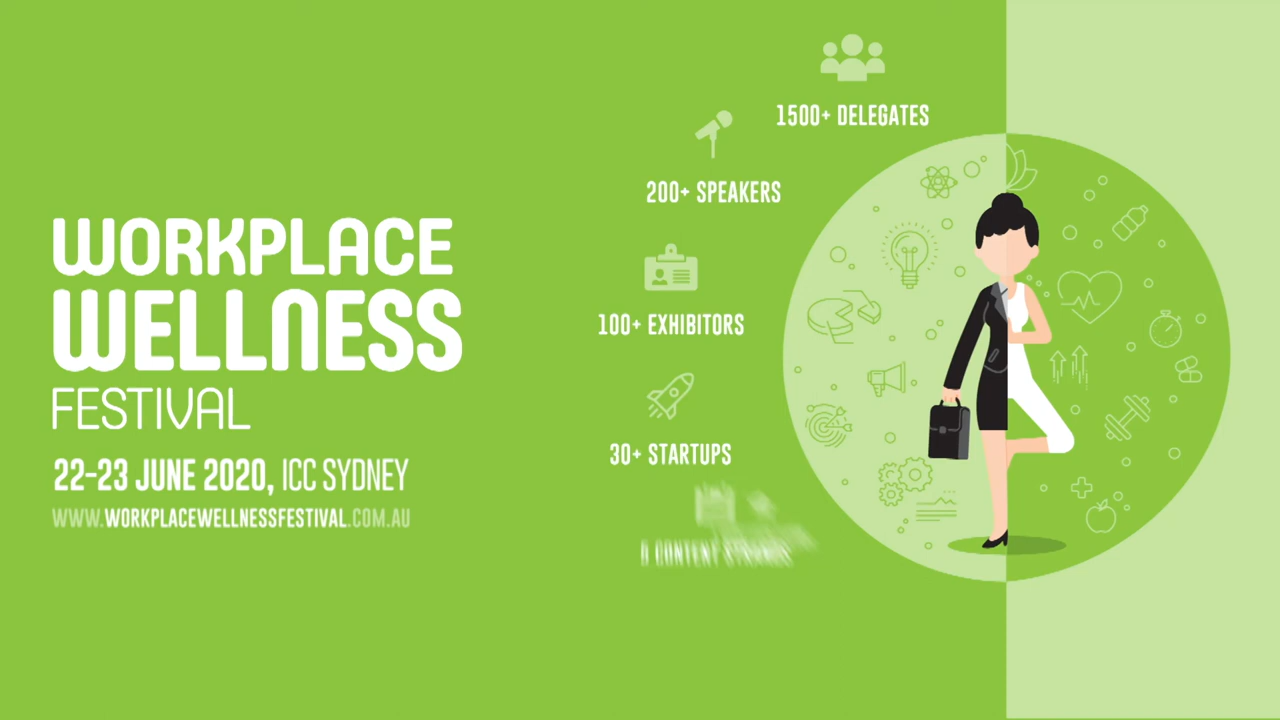 WORKPLACE
WELLNESS
FESTIVAL
22-23 JUNE 2020, ICC SYDNEY
WWW.WORKPLACEWELLNESSFESTIVAL.COM.AU
1500+ DELEGATES
200+ SPEAKERS
100+ EXHIBITORS
30+ STARTUPS
CONTENT